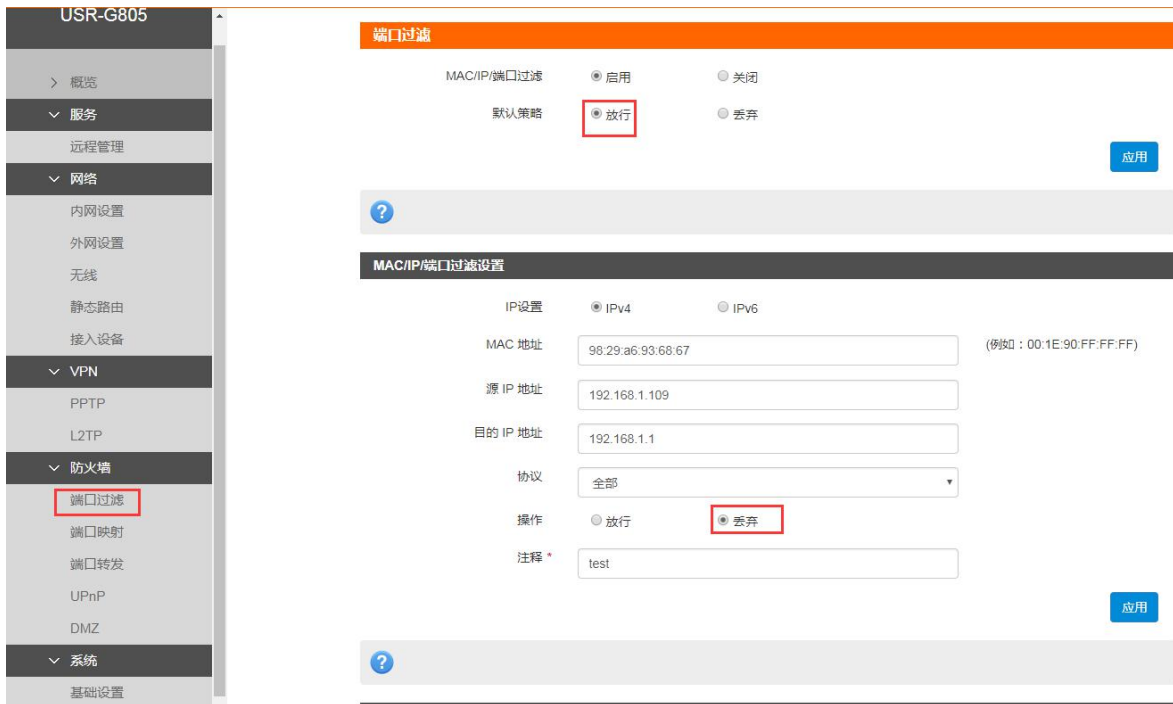 USR-G805
概览
服务
远程管理
网络
内网设置
外网设置
无线
静态路由
接入设备
VPN
PPTP
L2TP
防火墙
端口过滤
端口映射
端口转发
UPnP
DMZ
系统
基础设置
端口过滤
MAC/IP/端口过滤 启用 关闭
默认策略 放行 丢弃
应用
?
MAC/IP/端口过滤设置
IP设置 IPv4 IPv6
MAC 地址 98:29:a6:93:68:67 (例如：00:1E:90:FF:FF:FF)
源 IP 地址 192.168.1.109
目的 IP 地址 192.168.1.1
协议 全部
操作 放行 丢弃
注释 * test
应用
?